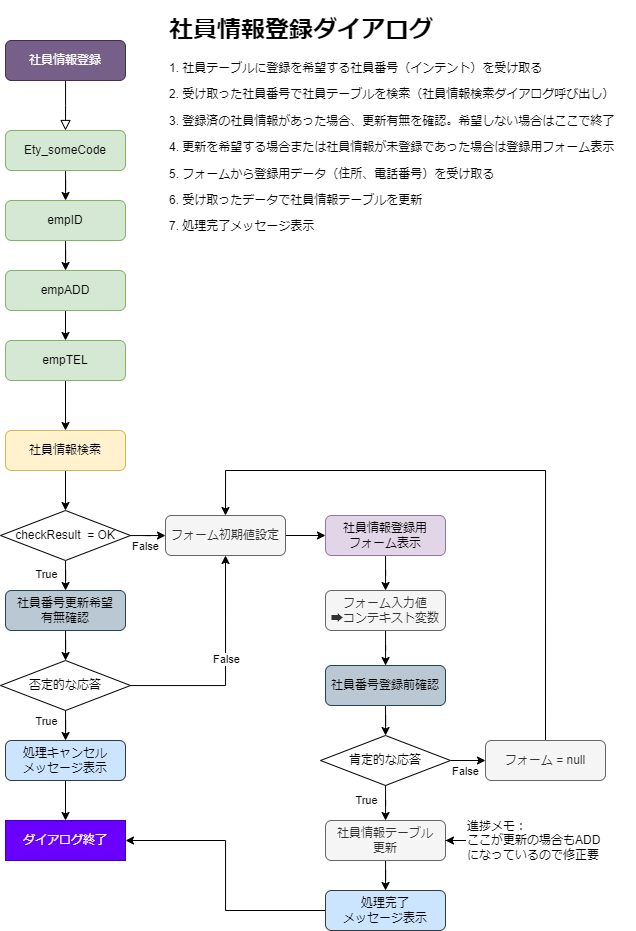 社員情報登録ダイアログ
1. 社員テーブルに登録を希望する社員番号（インテント）を受け取る
2. 受け取った社員番号で社員テーブルを検索（社員情報検索ダイアログ呼び出し）
3. 登録済の社員情報があった場合、更新有無を確認。希望しない場合はここで終了
4. 更新を希望する場合または社員情報が未登録であった場合は登録用フォーム表示
5. フォームから登録用データ（住所、電話番号）を受け取る
6. 受け取ったデータで社員情報テーブルを更新
7. 処理完了メッセージ表示
社員情報登録
Ety_someCode
empID
empADD
empTEL
社員情報検索
checkResult = OK
False
True
社員番号更新希望
有無確認
否定的な応答
False
True
処理キャンセル
メッセージ表示
ダイアログ終了
フォーム初期値設定
社員情報登録用
フォーム表示
フォーム入力値
➡コンテキスト変数
社員番号登録前確認
肯定的な応答
False
フォーム = null
True
社員情報テーブル
更新
進捗メモ：
ここが更新の場合もADD
になっているので修正要
処理完了
メッセージ表示